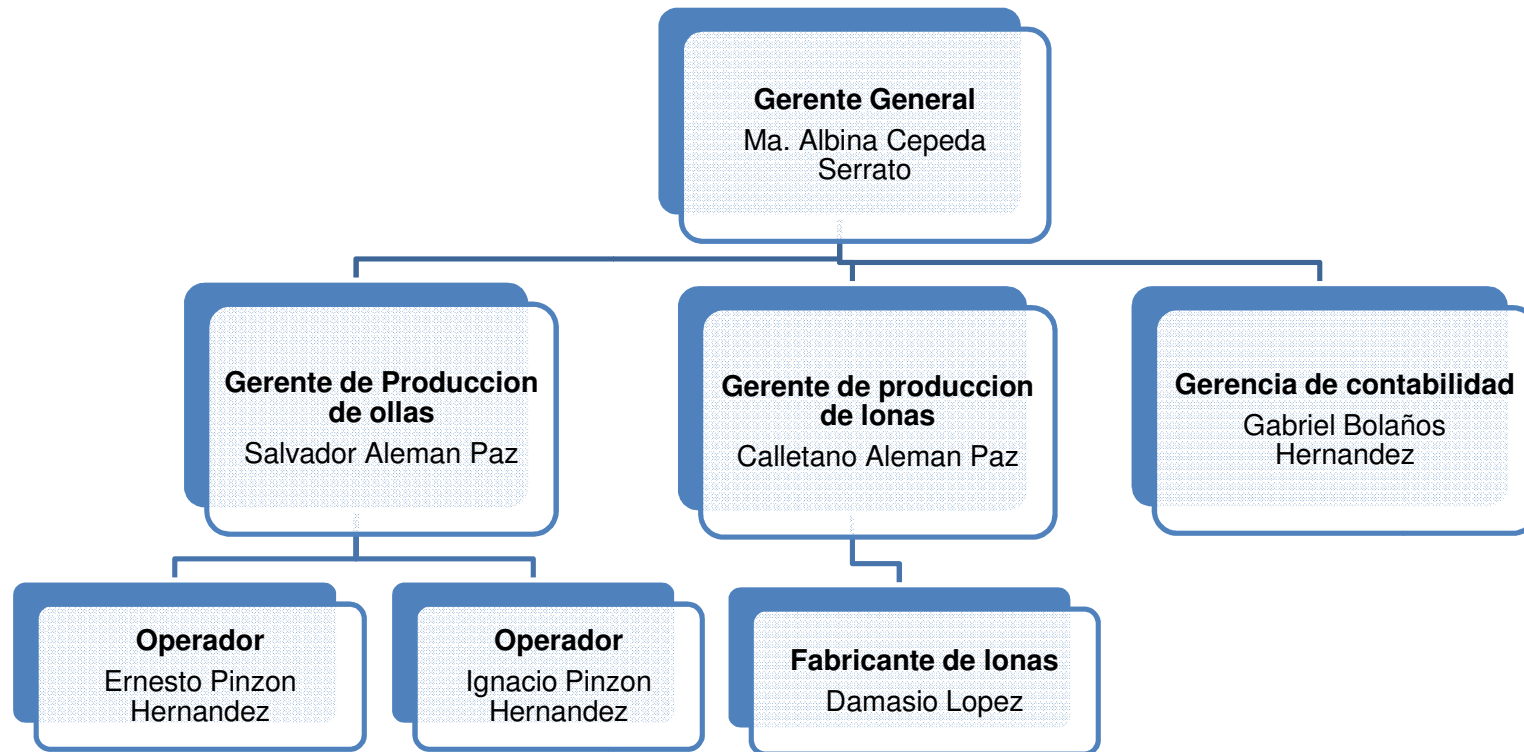 Gerente General
Ma. Albina Cepeda
Serrato
Gerente de Produccion
de ollas
Salvador Aleman Paz
Gerente de produccion
de lonas
Calletano Aleman Paz
Gerencia de contabilidad
Gabriel Bolaños
Hernandez
Operador
Ernesto Pinzon
Hernandez
Operador
Ignacio Pinzon
Hernandez
Fabricante de lonas
Damasio Lopez